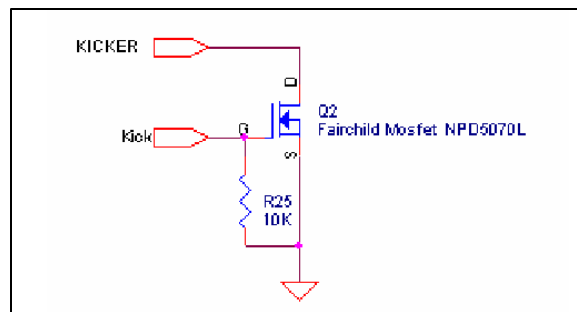 KICKER
D
Q2
Fairchild Mosfet NPD5070L
Kick
G
S
R25
10K